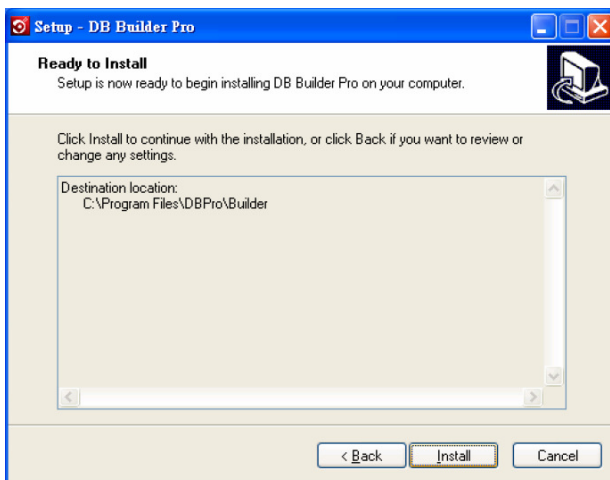 Setup - DB Builder Pro
Ready to Install
Setup is now ready to begin installing DB Builder Pro on your computer.
Click Install to continue with the installation, or click Back if you want to review or
change any settings.
Destination location:
C:\Program Files\DBPro\Builder
< Back
Install
Cancel